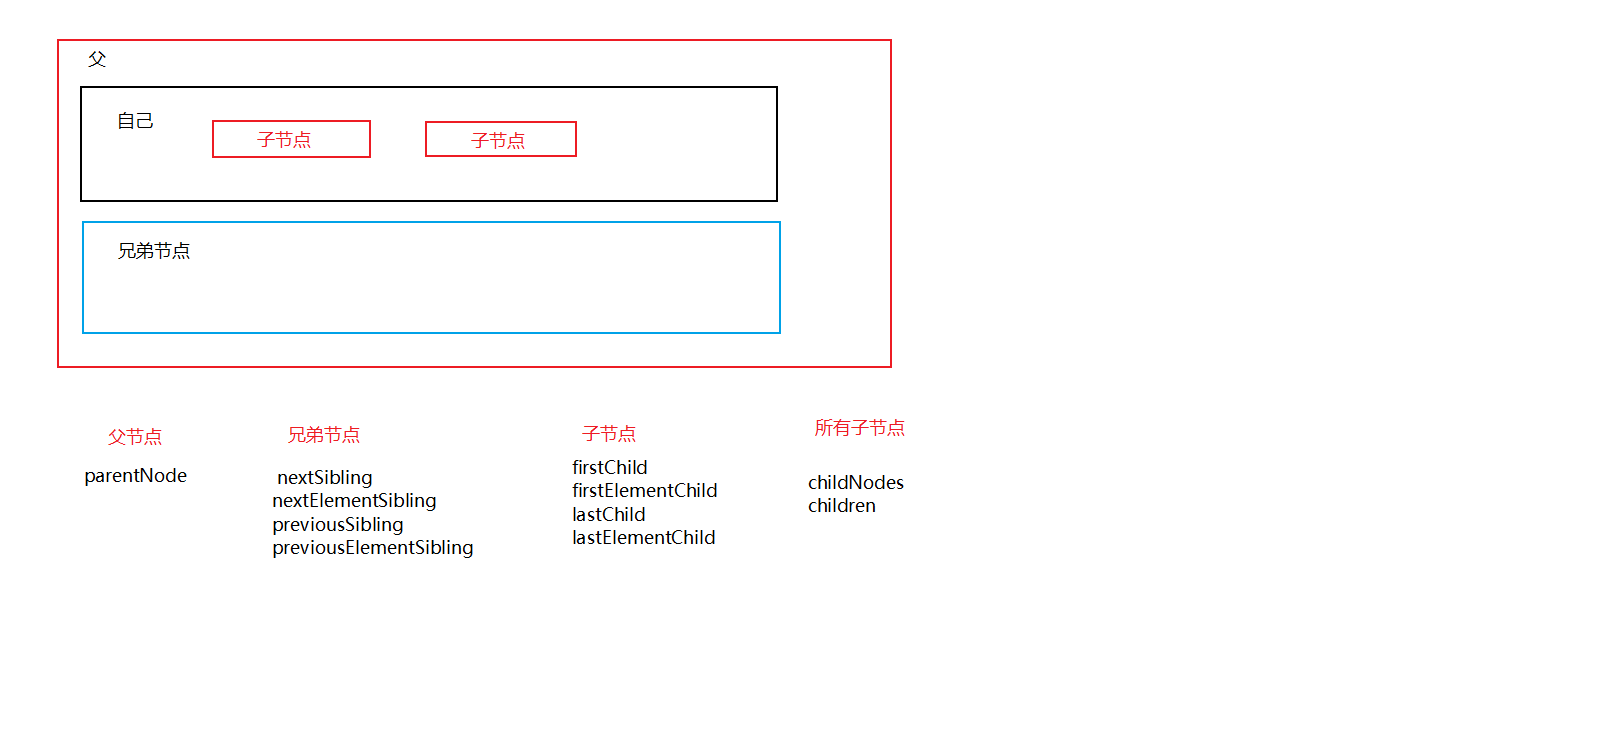 父
自己
子节点
子节点
兄弟节点
父节点
parentNode
兄弟节点
nextSibling
nextElementSibling
previousSibling
previousElementSibling
子节点
firstChild
firstElementChild
lastChild
lastElementChild
所有子节点
childNodes
children